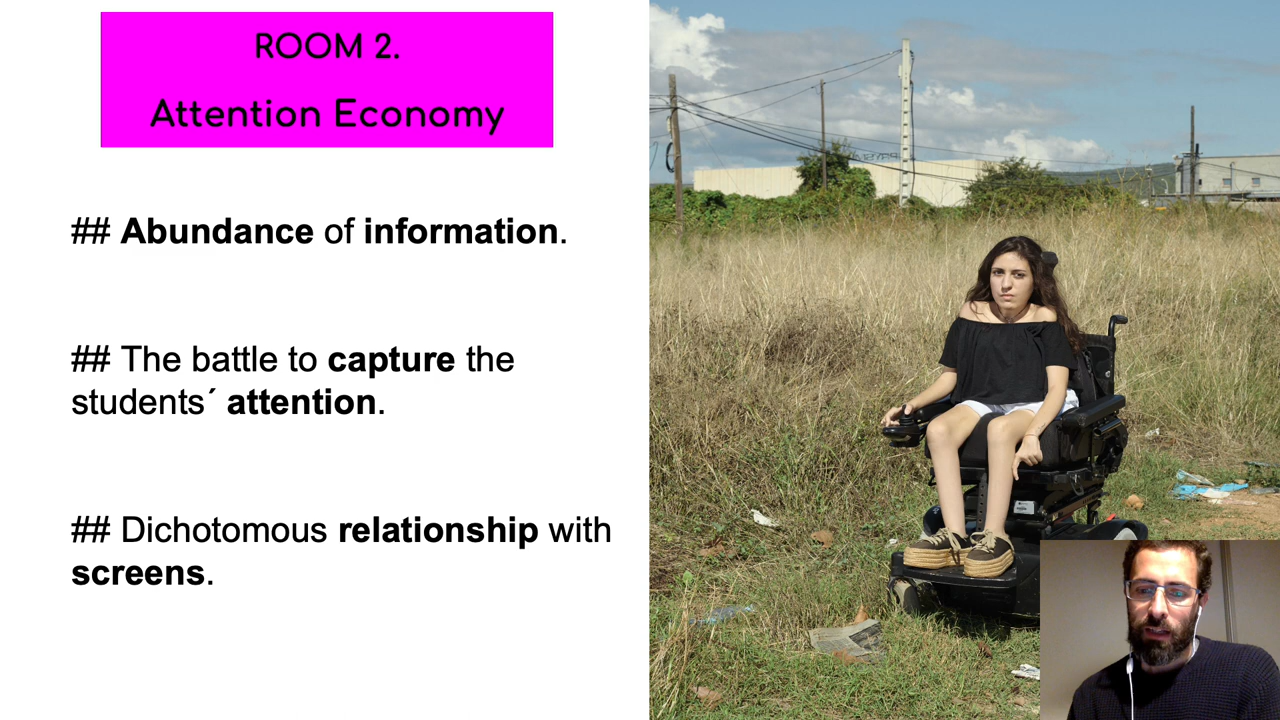 ROOM 2.
Attention Economy
## Abundance of information.
## The battle to capture the
students´ attention.
## Dichotomous relationship with
screens.